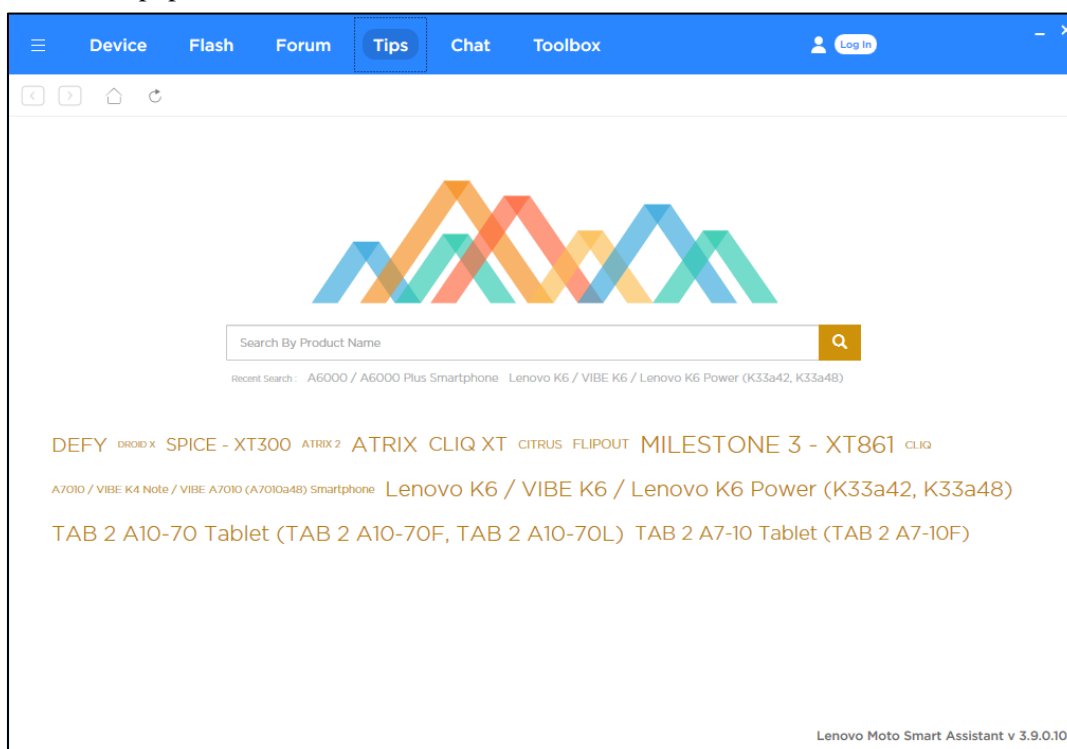 Device Flash Forum Tips Chat Toolbox Log In
Search By Product Name
Recent Search : A6000 / A6000 Plus Smartphone Lenovo K6 / VIBE K6 / Lenovo K6 Power (K33a42, K33a48)
DEFY DROID X SPICE - XT300 ATRIX 2 ATRIX CLIQ XT CITRUS FLIPOUT MILESTONE 3 - XT861 CLIQ
A7010 / VIBE K4 Note / VIBE A7010 (A7010a48) Smartphone Lenovo K6 / VIBE K6 / Lenovo K6 Power (K33a42, K33a48)
TAB 2 A10-70 Tablet (TAB 2 A10-70F, TAB 2 A10-70L) TAB 2 A7-10 Tablet (TAB 2 A7-10F)
Lenovo Moto Smart Assistant v 3.9.0.10